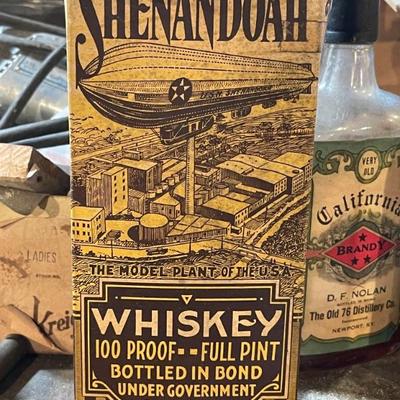 SHENANDOAH
THE MODEL PLANT OF THE U.S.A.
WHISKEY
100 PROOF -- FULL PINT
BOTTLED IN BOND
UNDER GOVERNMENT
LADIES
VERY
OLD
California
BRANDY
D. F. NOLAN
The Old 76 Distillery Co.
NEWPORT, KY.